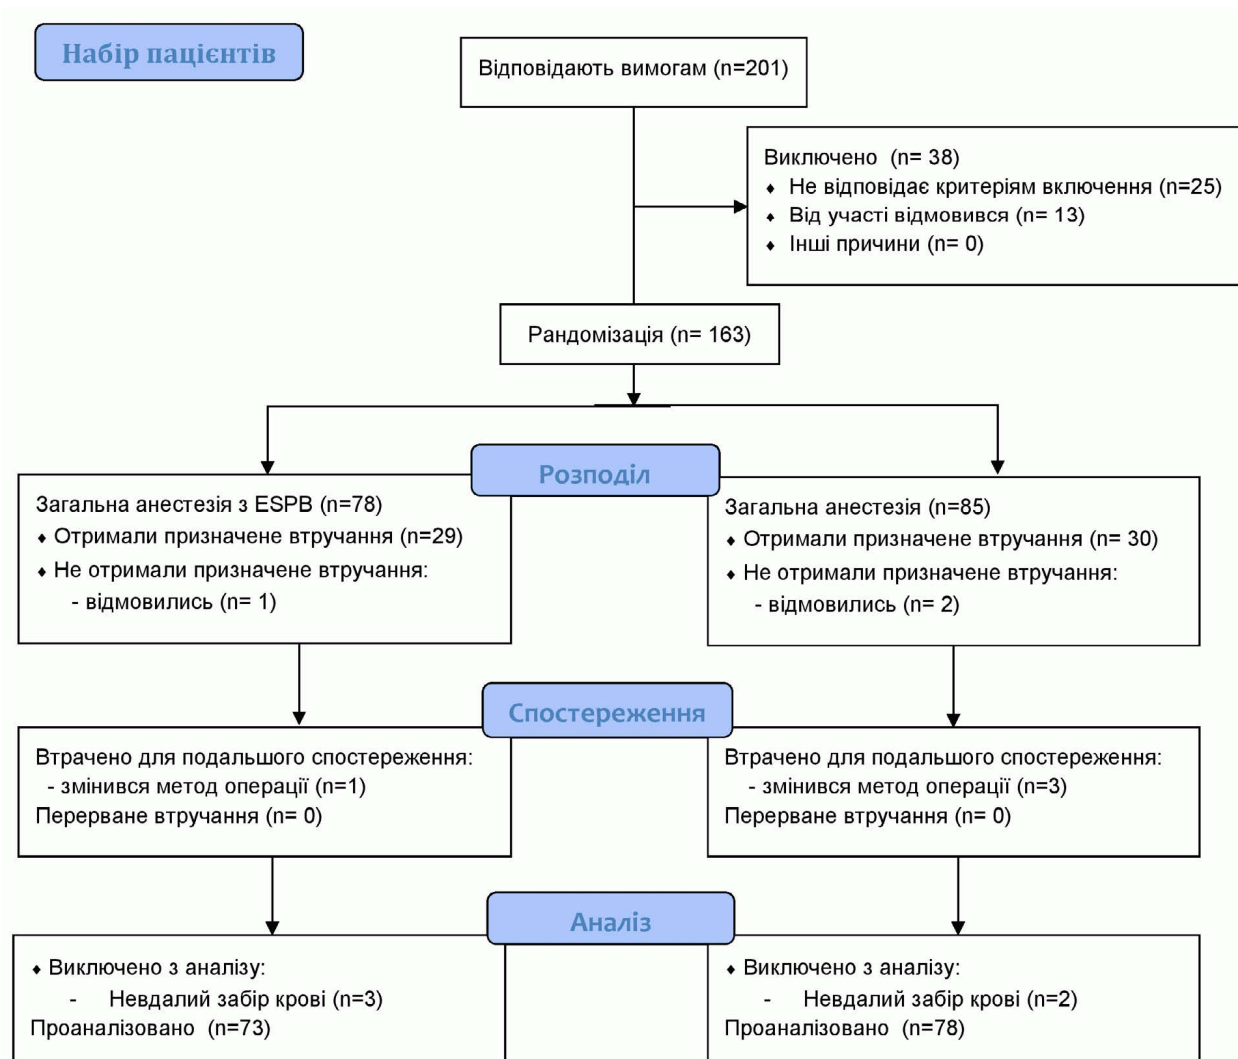 Набір пацієнтів
Відповідають вимогам (n=201)
Виключено (n= 38)
♦ Не відповідає критеріям включення (n=25)
♦ Від участі відмовився (n= 13)
♦ Інші причини (n= 0)
Рандомізація (n= 163)
Розподіл
Загальна анестезія з ESPB (n=78)
♦ Отримали призначене втручання (n=29)
♦ Не отримали призначене втручання:
- відмовились (n= 1)
Загальна анестезія (n=85)
♦ Отримали призначене втручання (n= 30)
♦ Не отримали призначене втручання:
- відмовились (n= 2)
Спостереження
Втрачено для подальшого спостереження:
- змінився метод операції (n=1)
Перерване втручання (n= 0)
Втрачено для подальшого спостереження:
- змінився метод операції (n=3)
Перерване втручання (n= 0)
Аналіз
♦ Виключено з аналізу:
- Невдалий забір крові (n=3)
Проаналізовано (n=73)
♦ Виключено з аналізу:
- Невдалий забір крові (n=2)
Проаналізовано (n=78)